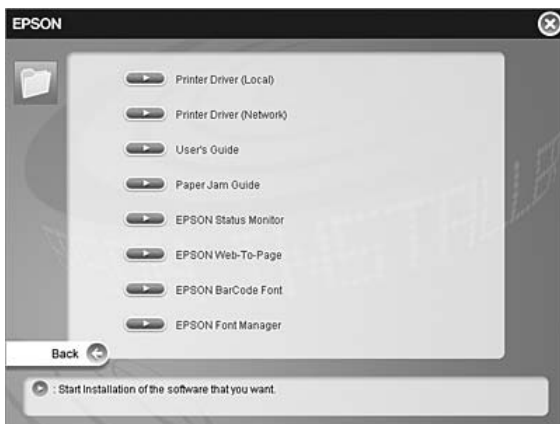 EPSON
Printer Driver (Local)
Printer Driver (Network)
User's Guide
Paper Jam Guide
EPSON Status Monitor
EPSON Web-To-Page
EPSON BarCode Font
EPSON Font Manager
Back
: Start Installation of the software that you want.